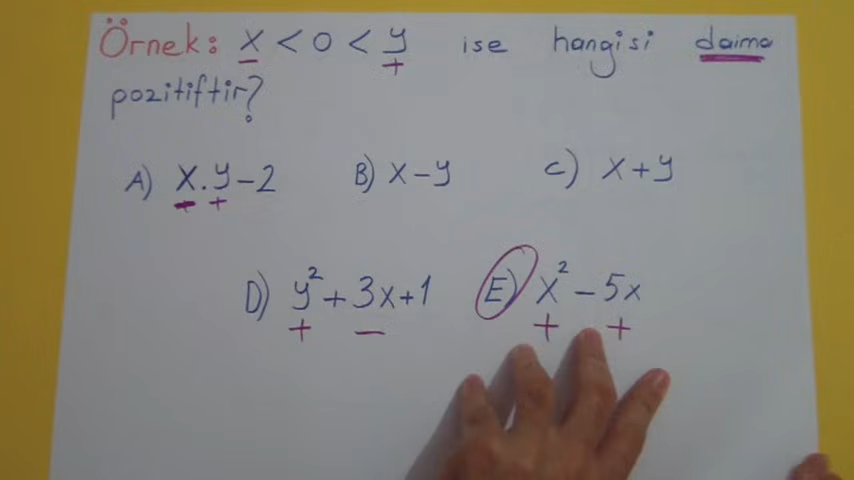 Örnek: x < 0 < y ise hangisi daima
− +
pozitiftir?
A) x.y−2 B) x−y C) x+y
− +
D) y²+3x+1 E) x²−5x
+ − + +